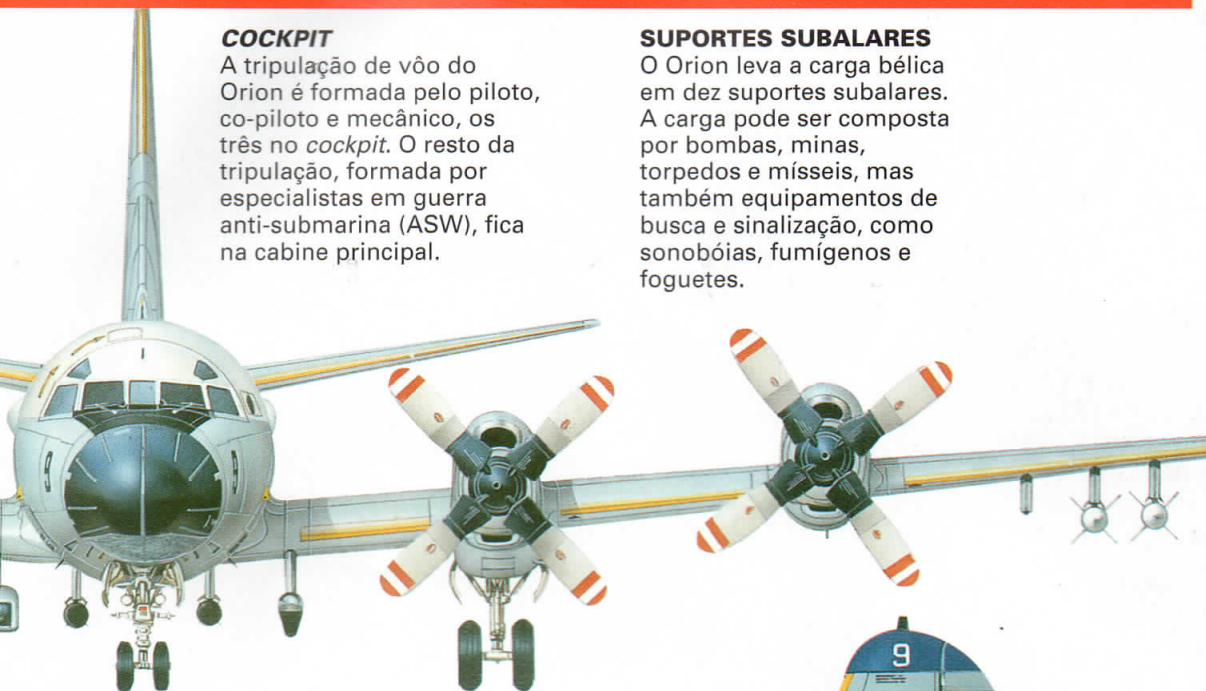 COCKPIT
A tripulação de vôo do
Orion é formada pelo piloto,
co-piloto e mecânico, os
três no cockpit. O resto da
tripulação, formada por
especialistas em guerra
anti-submarina (ASW), fica
na cabine principal.
SUPORTES SUBALARES
O Orion leva a carga bélica
em dez suportes subalares.
A carga pode ser composta
por bombas, minas,
torpedos e mísseis, mas
também equipamentos de
busca e sinalização, como
sonobóias, fumígenos e
foguetes.
9